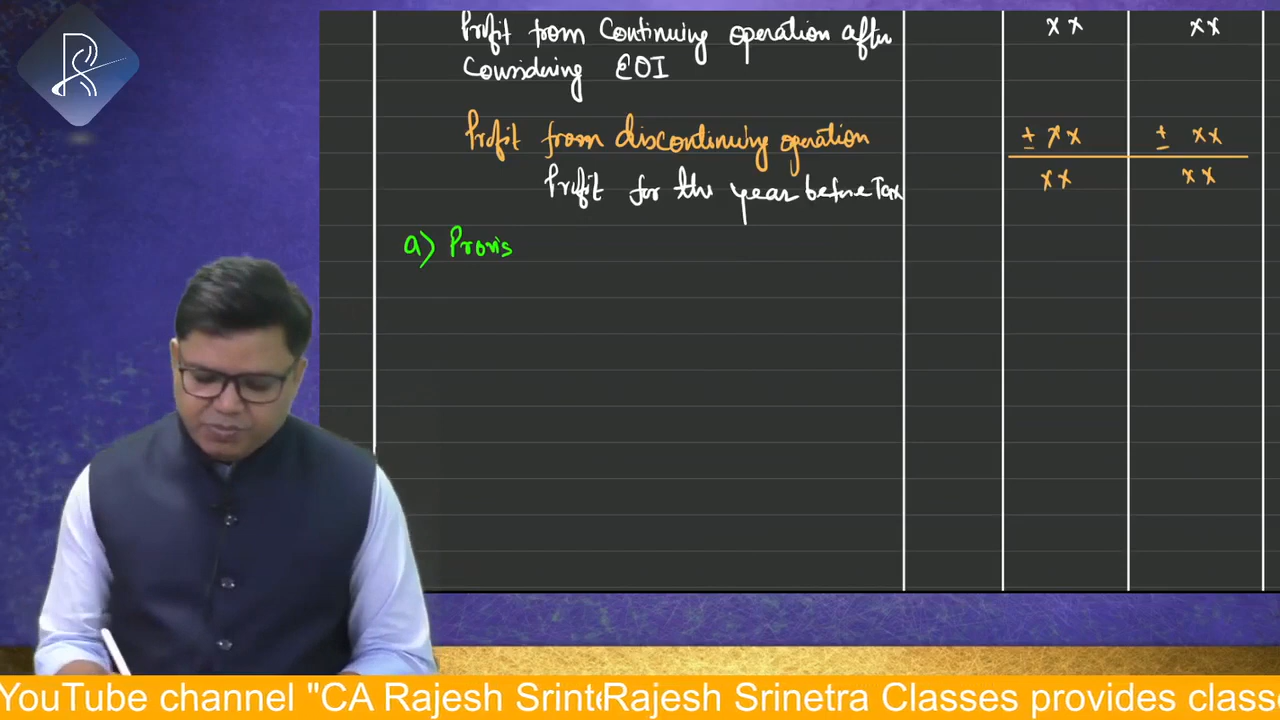 Profit from Continuing operation after xx xx
Considering EOI
Profit from discontinuing operation ± xx ± xx
Profit for the year before Tax xx xx
a) Provis
YouTube channel "CA Rajesh Srint Rajesh Srinetra Classes provides class